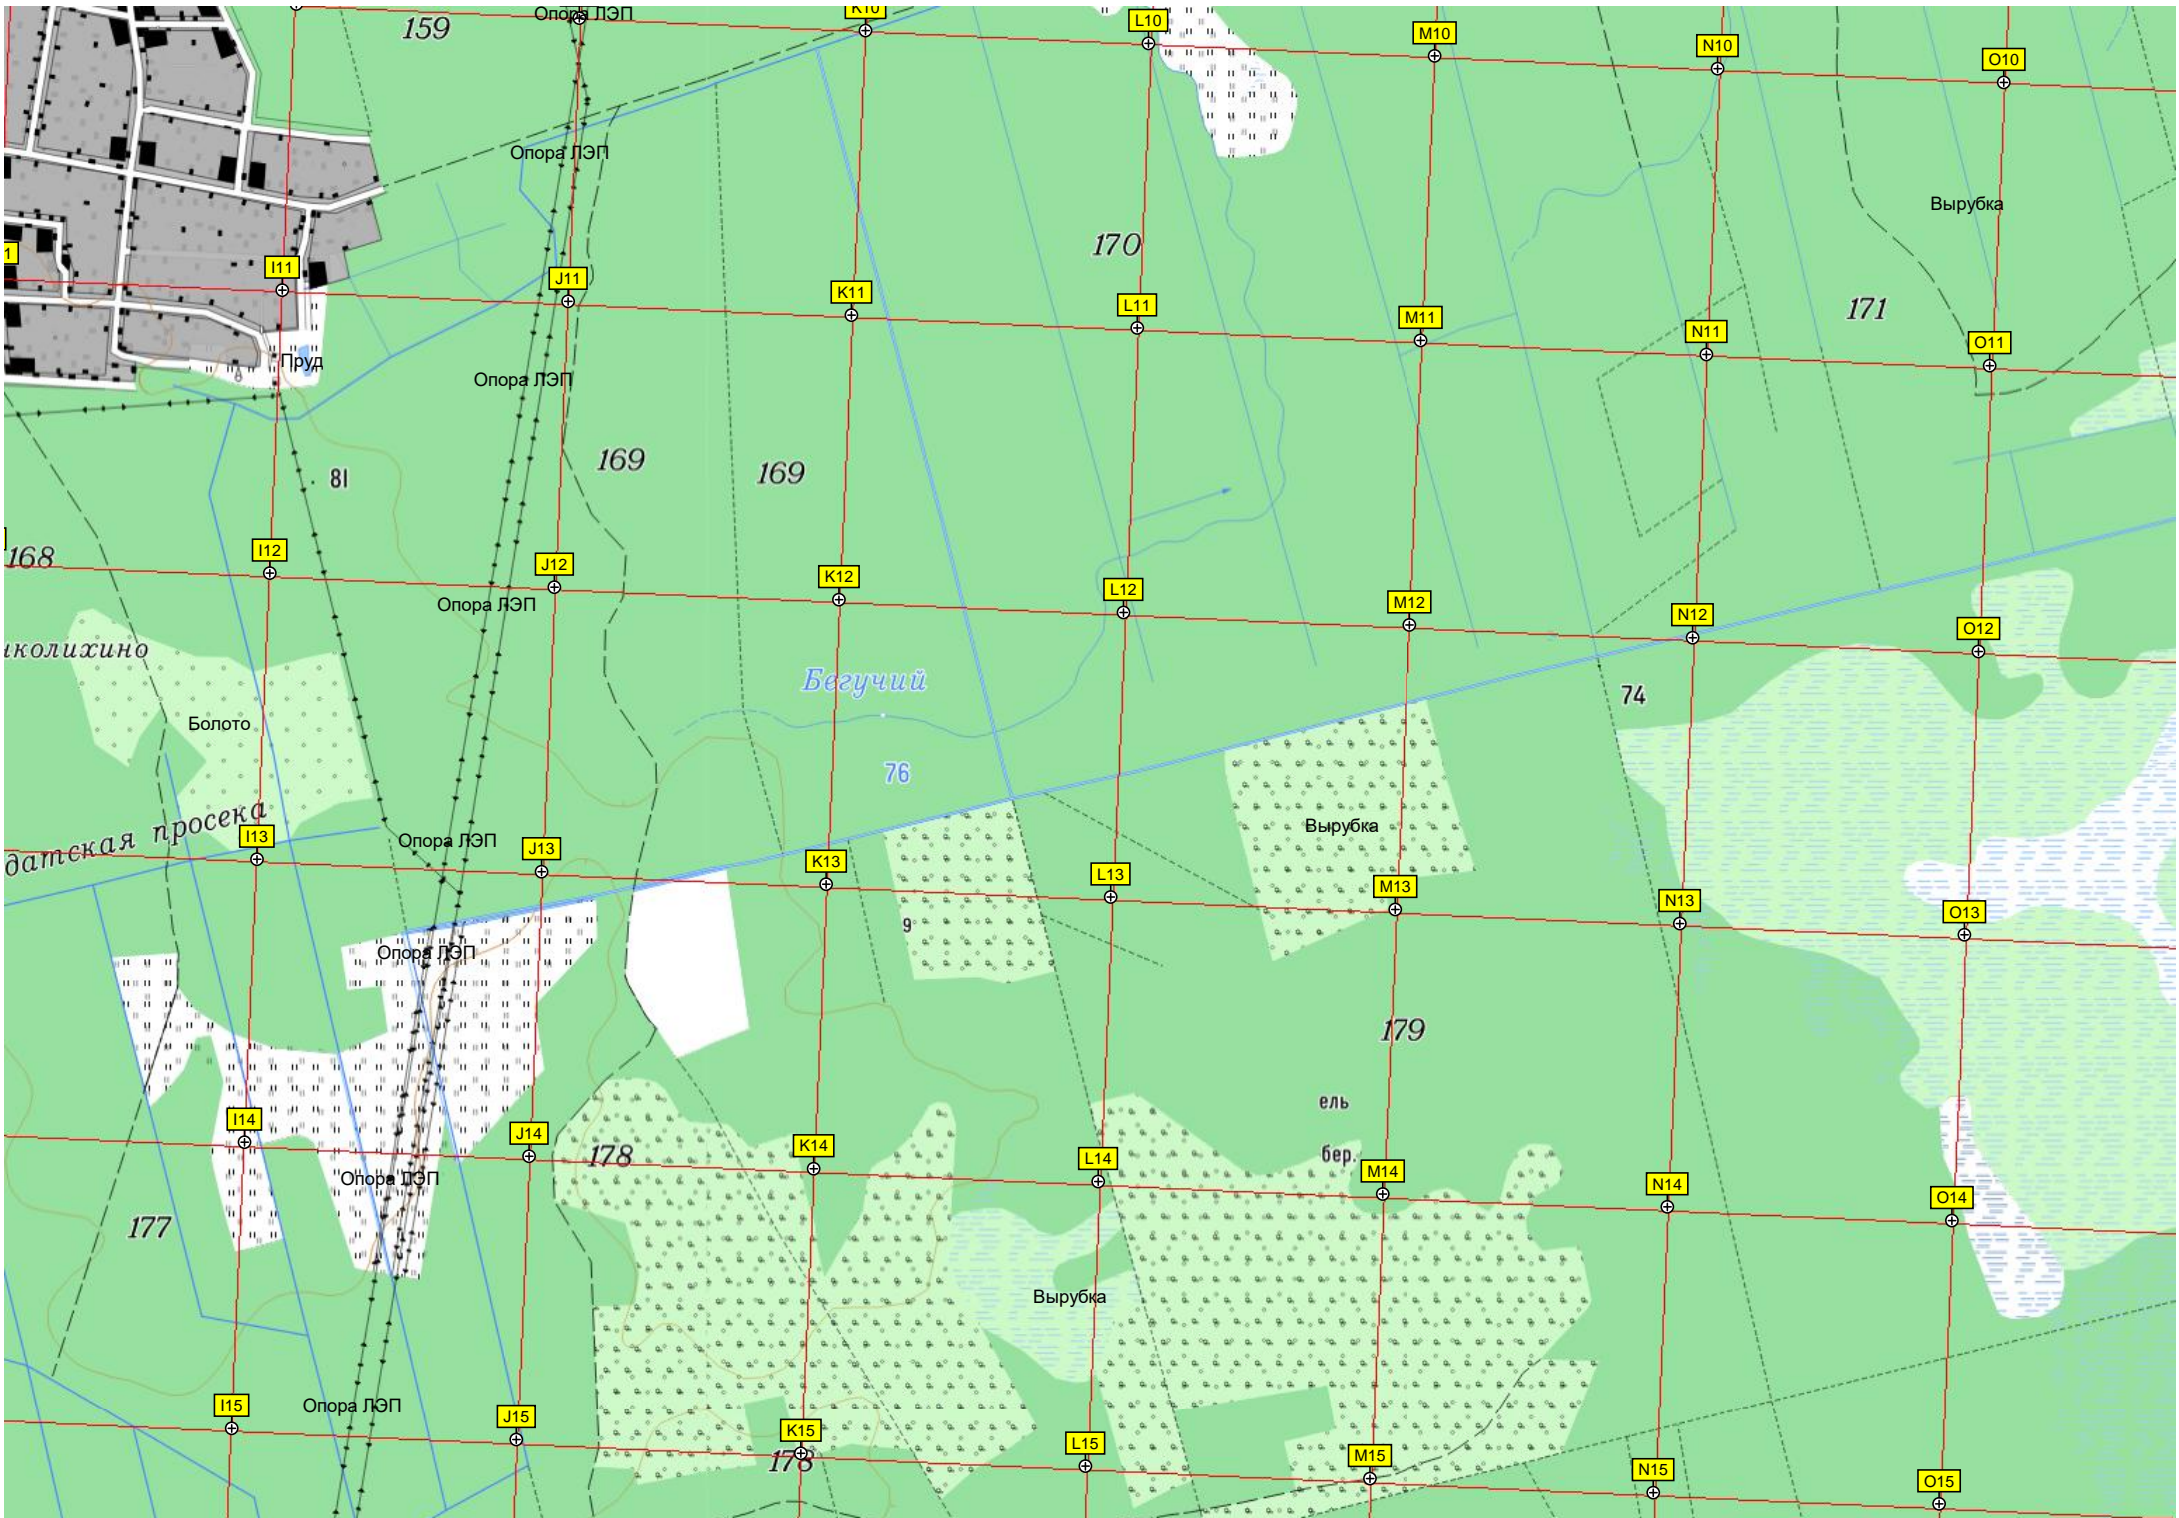 159
Опора ЛЭП
K10
L10
M10
N10
O10
Опора ЛЭП
Вырубка
170
1
I11
J11
K11
L11
M11
N11
171
O11
Пруд
Опора ЛЭП
169
169
81
168
I12
J12
K12
L12
M12
N12
O12
Опора ЛЭП
иколихино
Бегучий
74
Болото
76
датская просека
Вырубка
I13
Опора ЛЭП
J13
K13
L13
M13
N13
O13
9
Опора ЛЭП
179
ель
бер.
I14
J14
178
K14
L14
M14
N14
O14
Опора ЛЭП
177
Вырубка
Опора ЛЭП
I15
J15
K15
178
L15
M15
N15
O15